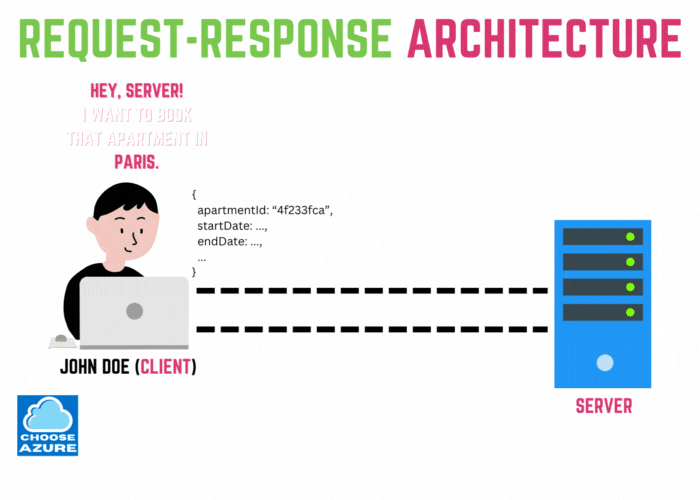 REQUEST-RESPONSE ARCHITECTURE
HEY, SERVER!
I WANT TO BOOK
THAT APARTMENT IN
PARIS.
{
apartmentId: “4f233fca”,
startDate: ...,
endDate: ...,
...
}
JOHN DOE (CLIENT)
SERVER
CHOOSE
AZURE